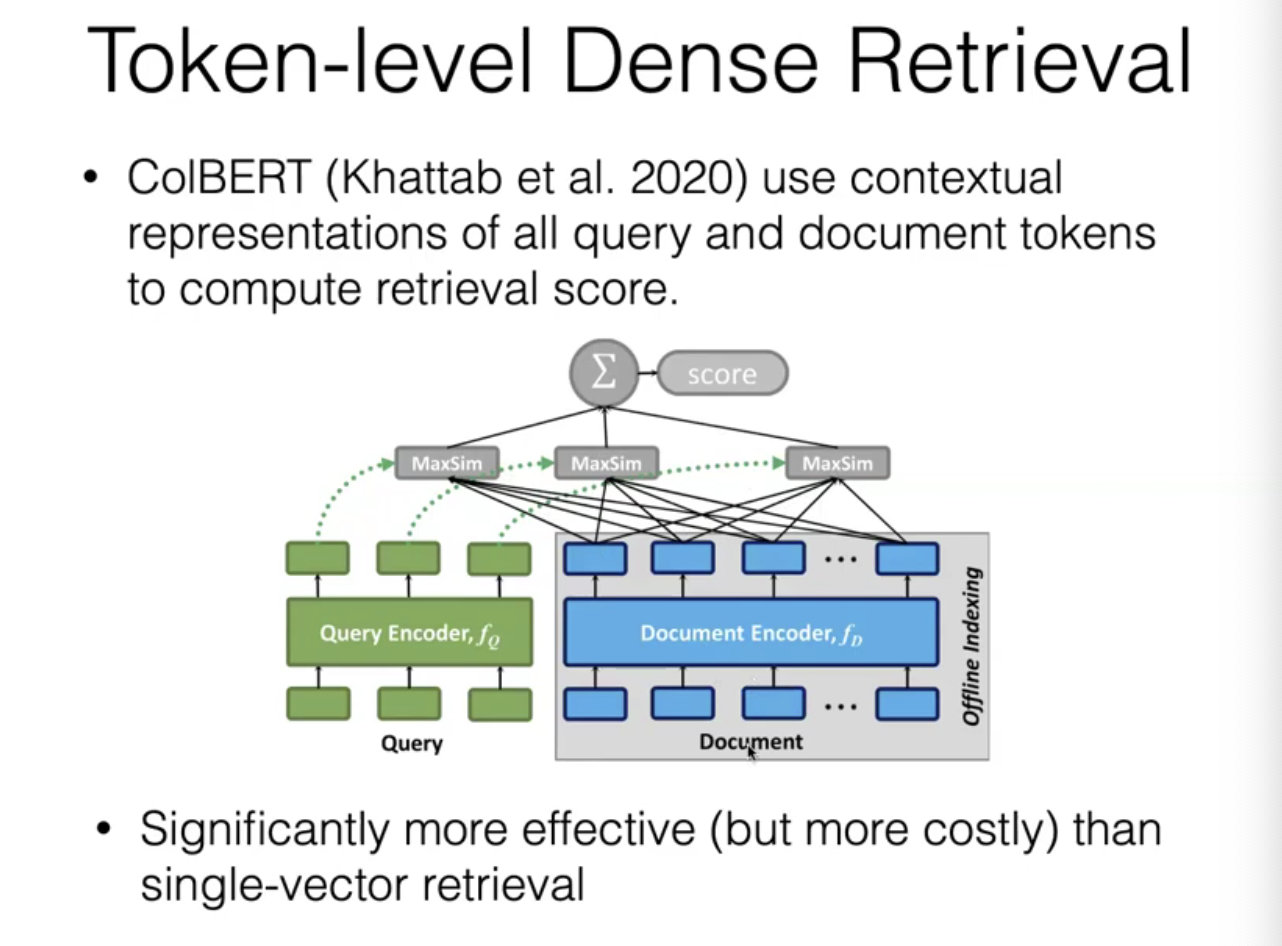 Token-level Dense Retrieval
• ColBERT (Khattab et al. 2020) use contextual
representations of all query and document tokens
to compute retrieval score.
Σ score
MaxSim MaxSim MaxSim
Query Encoder, f_Q
Document Encoder, f_D
Offline Indexing
Query
Document
• Significantly more effective (but more costly) than
single-vector retrieval